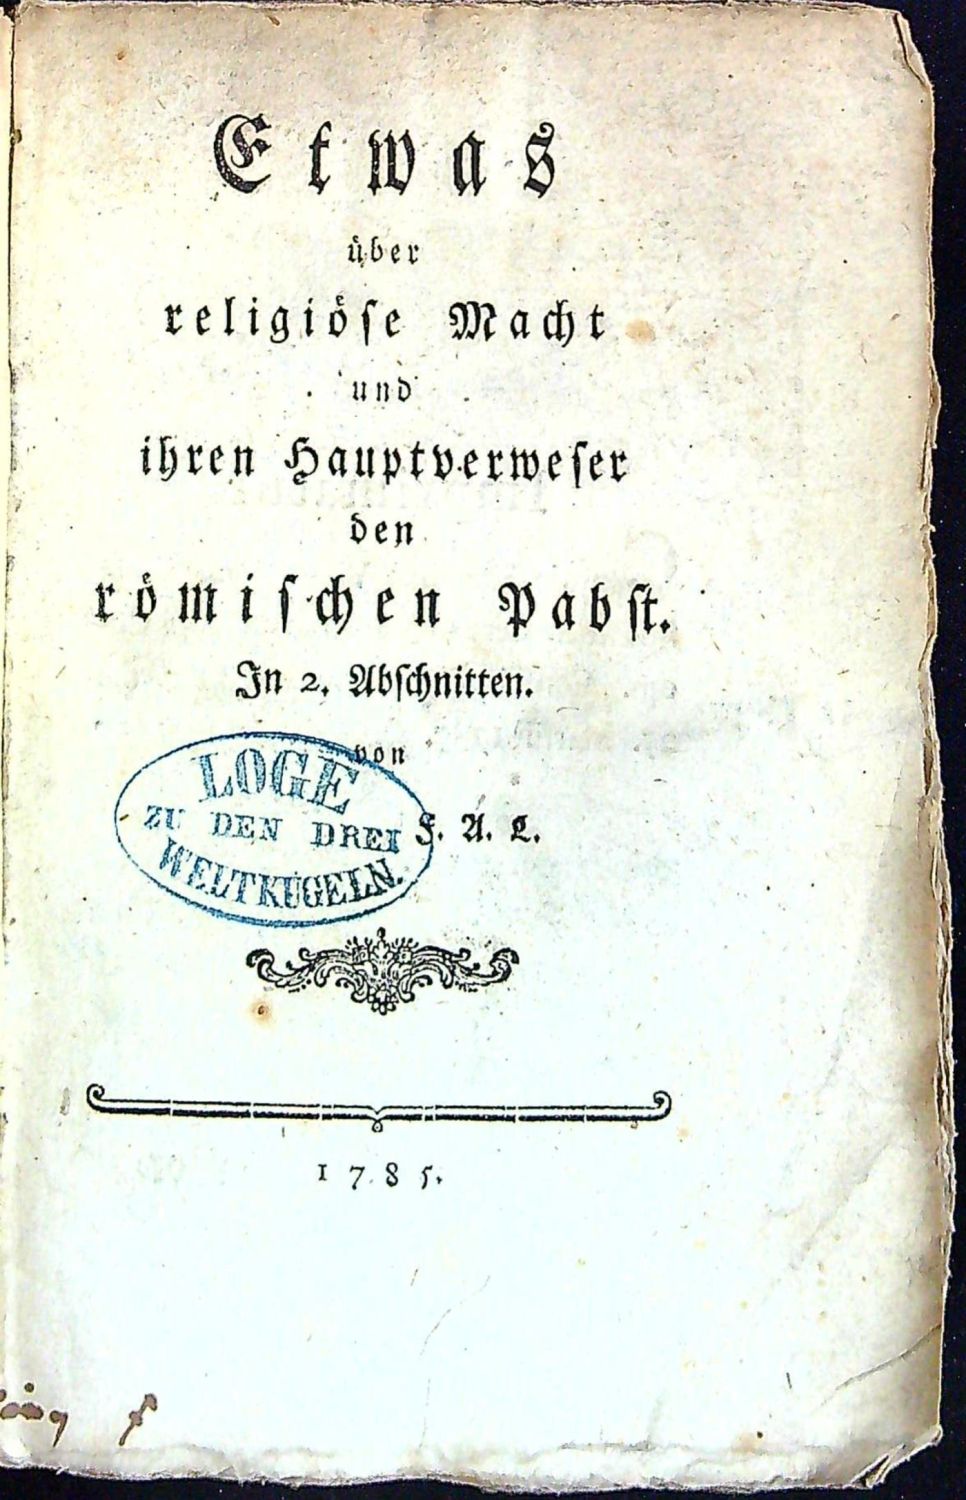 Etwas
über
religiöse Macht
und
ihren Hauptverweser
den
römischen Pabst.
In 2. Abschnitten.
von
F. A. L.
LOGE
ZU DEN DREI
WELTKUGELN.
1785.